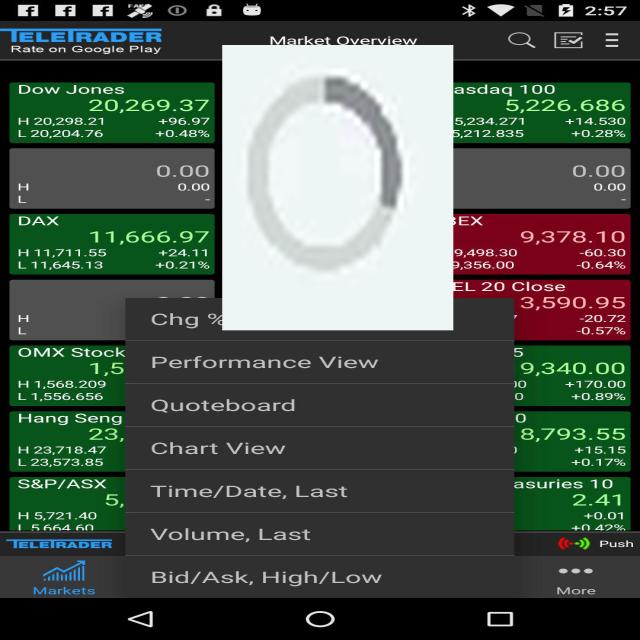 2:57
TELETRADER
Rate on Google Play
Market Overview
Dow Jones
20,269.37
H 20,298.21 +96.97
L 20,204.76 +0.48%
asdaq 100
5,226.686
5,234.271 +14.530
5,212.835 +0.28%
0.00
H 0.00
L -
0.00
0.00
-
DAX
11,666.97
H 11,711.55 +24.11
L 11,645.13 +0.21%
BEX
9,378.10
9,498.30 -60.30
9,356.00 -0.64%
H
L
EL 20 Close
3,590.95
-20.72
-0.57%
OMX Stock
1,5
H 1,568.209
L 1,556.656
5
9,340.00
00 +170.00
0 +0.89%
Hang Seng
23,
H 23,718.47
L 23,573.85
0
8,793.55
+15.15
+0.17%
S&P/ASX
5,
H 5,721.40
L 5,664.60
asuries 10
2.41
+0.01
+0.42%
Chg %
Performance View
Quoteboard
Chart View
Time/Date, Last
Volume, Last
Bid/Ask, High/Low
TELETRADER
Push
Markets
More